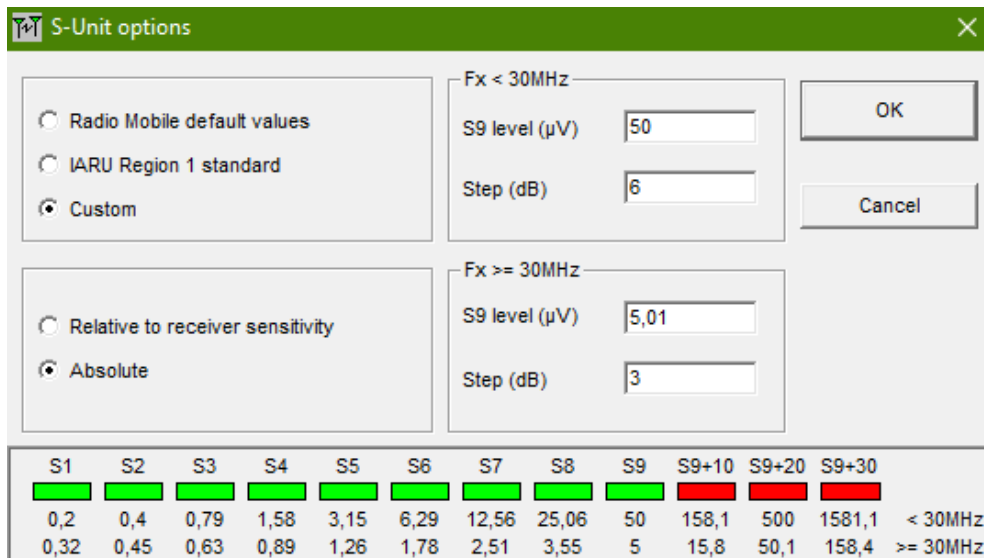 S-Unit options
Radio Mobile default values
IARU Region 1 standard
Custom
Fx < 30MHz
S9 level (µV) 50
Step (dB) 6
OK
Cancel
Relative to receiver sensitivity
Absolute
Fx >= 30MHz
S9 level (µV) 5,01
Step (dB) 3
S1 S2 S3 S4 S5 S6 S7 S8 S9 S9+10 S9+20 S9+30
0,2 0,4 0,79 1,58 3,15 6,29 12,56 25,06 50 158,1 500 1581,1 < 30MHz
0,32 0,45 0,63 0,89 1,26 1,78 2,51 3,55 5 15,8 50,1 158,4 >= 30MHz